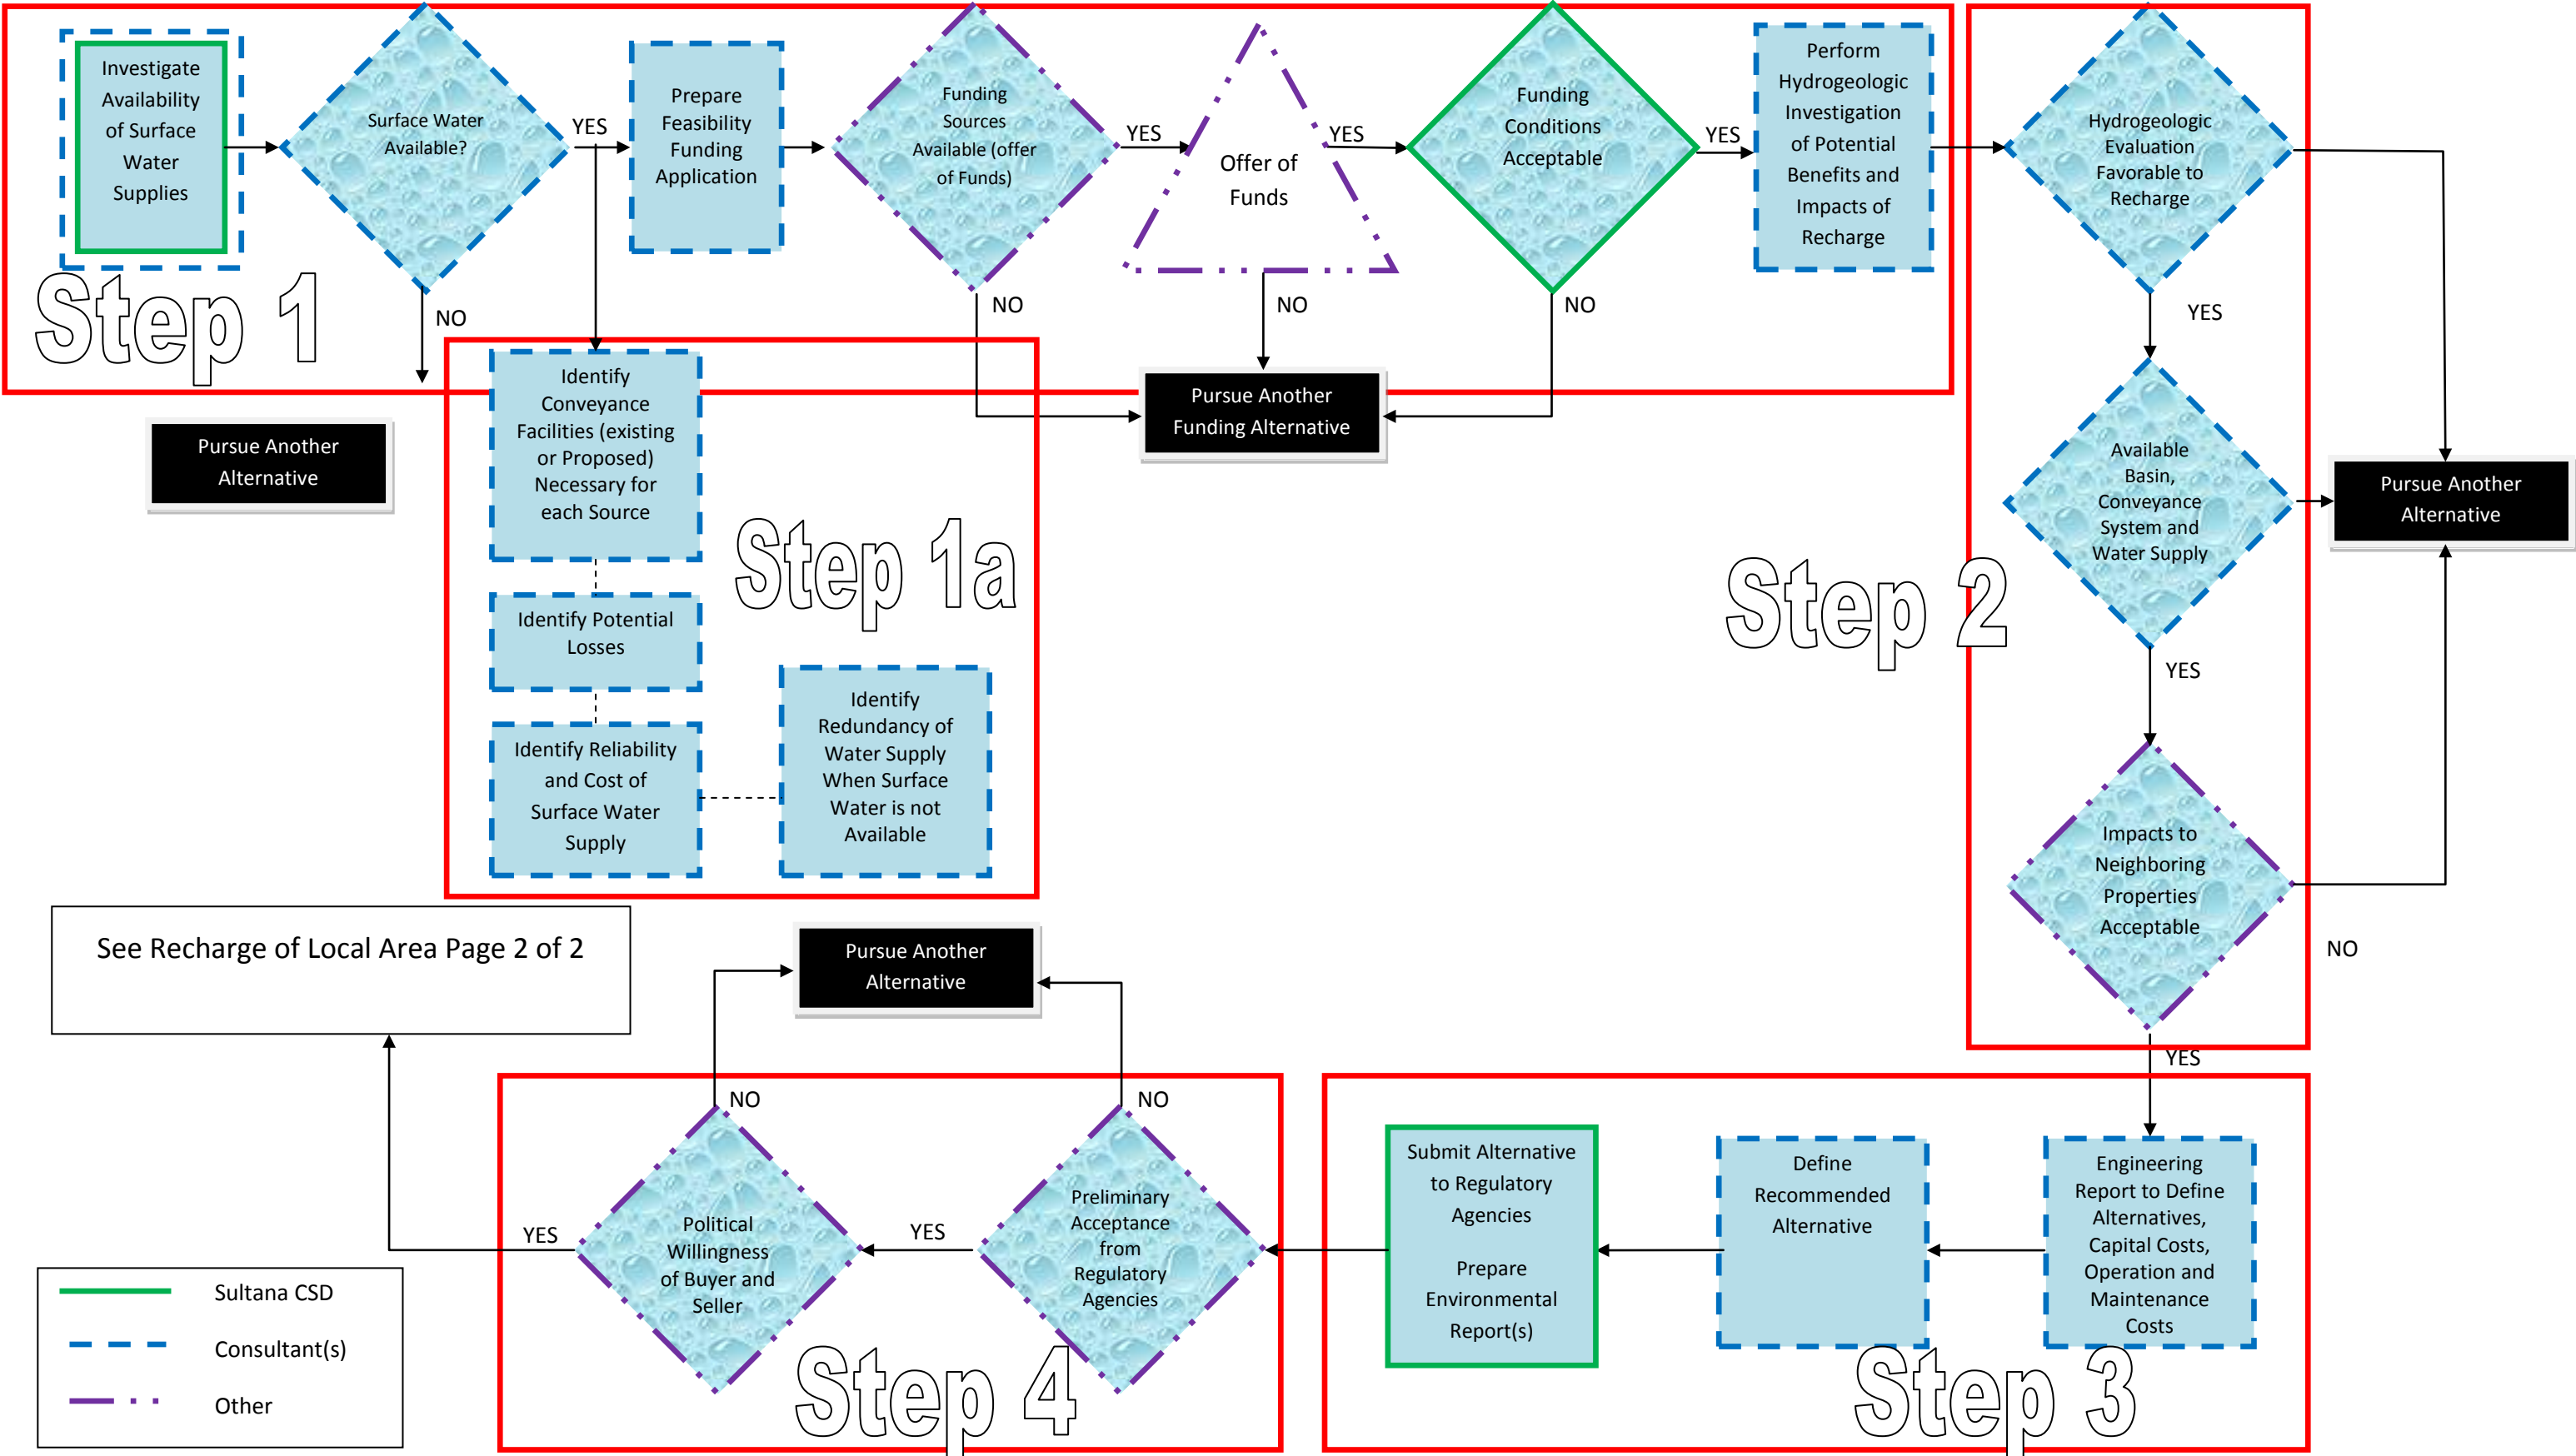 Investigate
Availability
of Surface
Water
Supplies
Surface Water
Available?
YES
NO
Prepare
Feasibility
Funding
Application
Funding
Sources
Available (offer
of Funds)
YES
NO
Offer of
Funds
YES
NO
Funding
Conditions
Acceptable
YES
NO
Perform
Hydrogeologic
Investigation
of Potential
Benefits and
Impacts of
Recharge
Step 1
Pursue Another
Alternative
Pursue Another
Funding Alternative
Identify
Conveyance
Facilities (existing
or Proposed)
Necessary for
each Source
Identify Potential
Losses
Identify Reliability
and Cost of
Surface Water
Supply
Identify
Redundancy of
Water Supply
When Surface
Water is not
Available
Step 1a
Hydrogeologic
Evaluation
Favorable to
Recharge
YES
Available
Basin,
Conveyance
System and
Water Supply
YES
Pursue Another
Alternative
Step 2
Impacts to
Neighboring
Properties
Acceptable
NO
YES
Engineering
Report to Define
Alternatives,
Capital Costs,
Operation and
Maintenance
Costs
Define
Recommended
Alternative
Submit Alternative
to Regulatory
Agencies
Prepare
Environmental
Report(s)
Step 3
Preliminary
Acceptance
from
Regulatory
Agencies
NO
YES
Political
Willingness
of Buyer and
Seller
NO
YES
Step 4
Pursue Another
Alternative
See Recharge of Local Area Page 2 of 2
Sultana CSD
Consultant(s)
Other